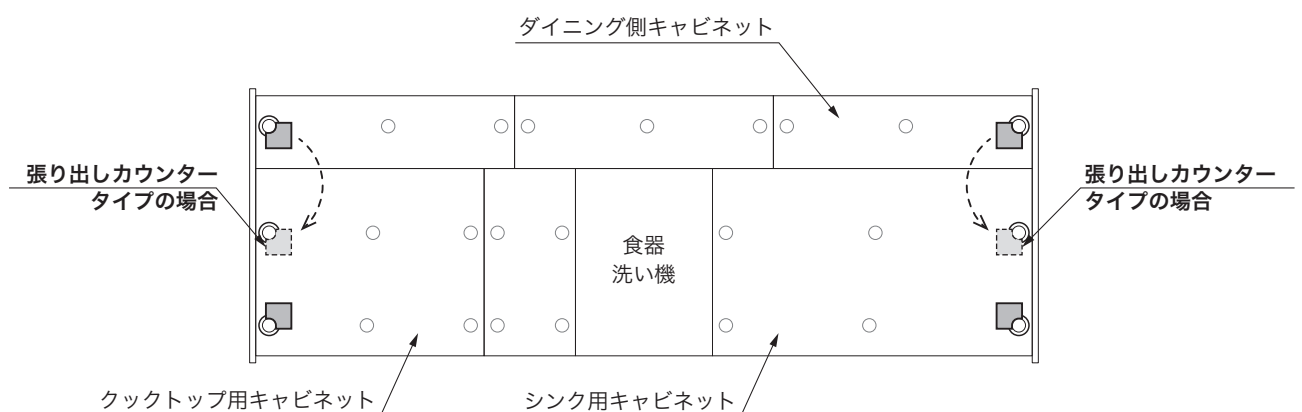 ダイニング側キャビネット
張り出しカウンター
タイプの場合
張り出しカウンター
タイプの場合
食器
洗い機
クックトップ用キャビネット
シンク用キャビネット